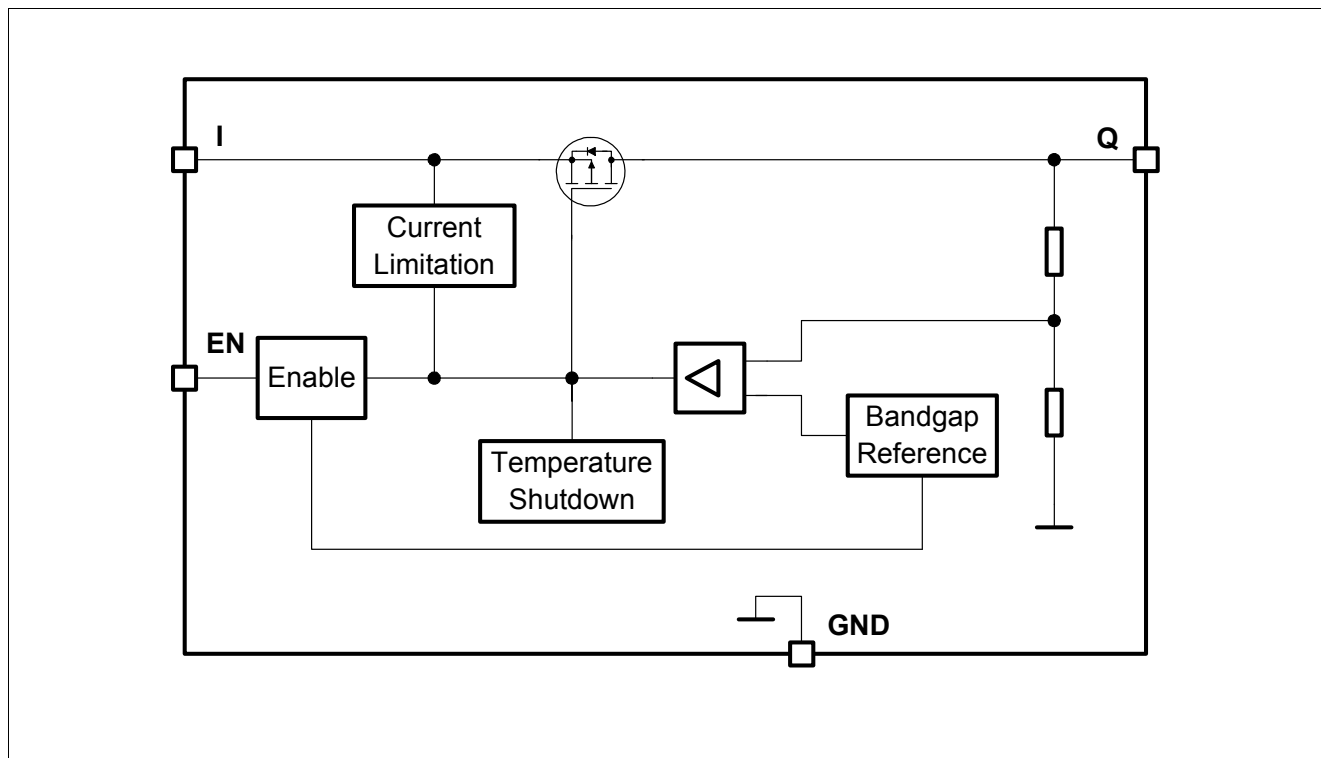 I
Q
Current
Limitation
EN
Enable
Bandgap
Reference
Temperature
Shutdown
GND